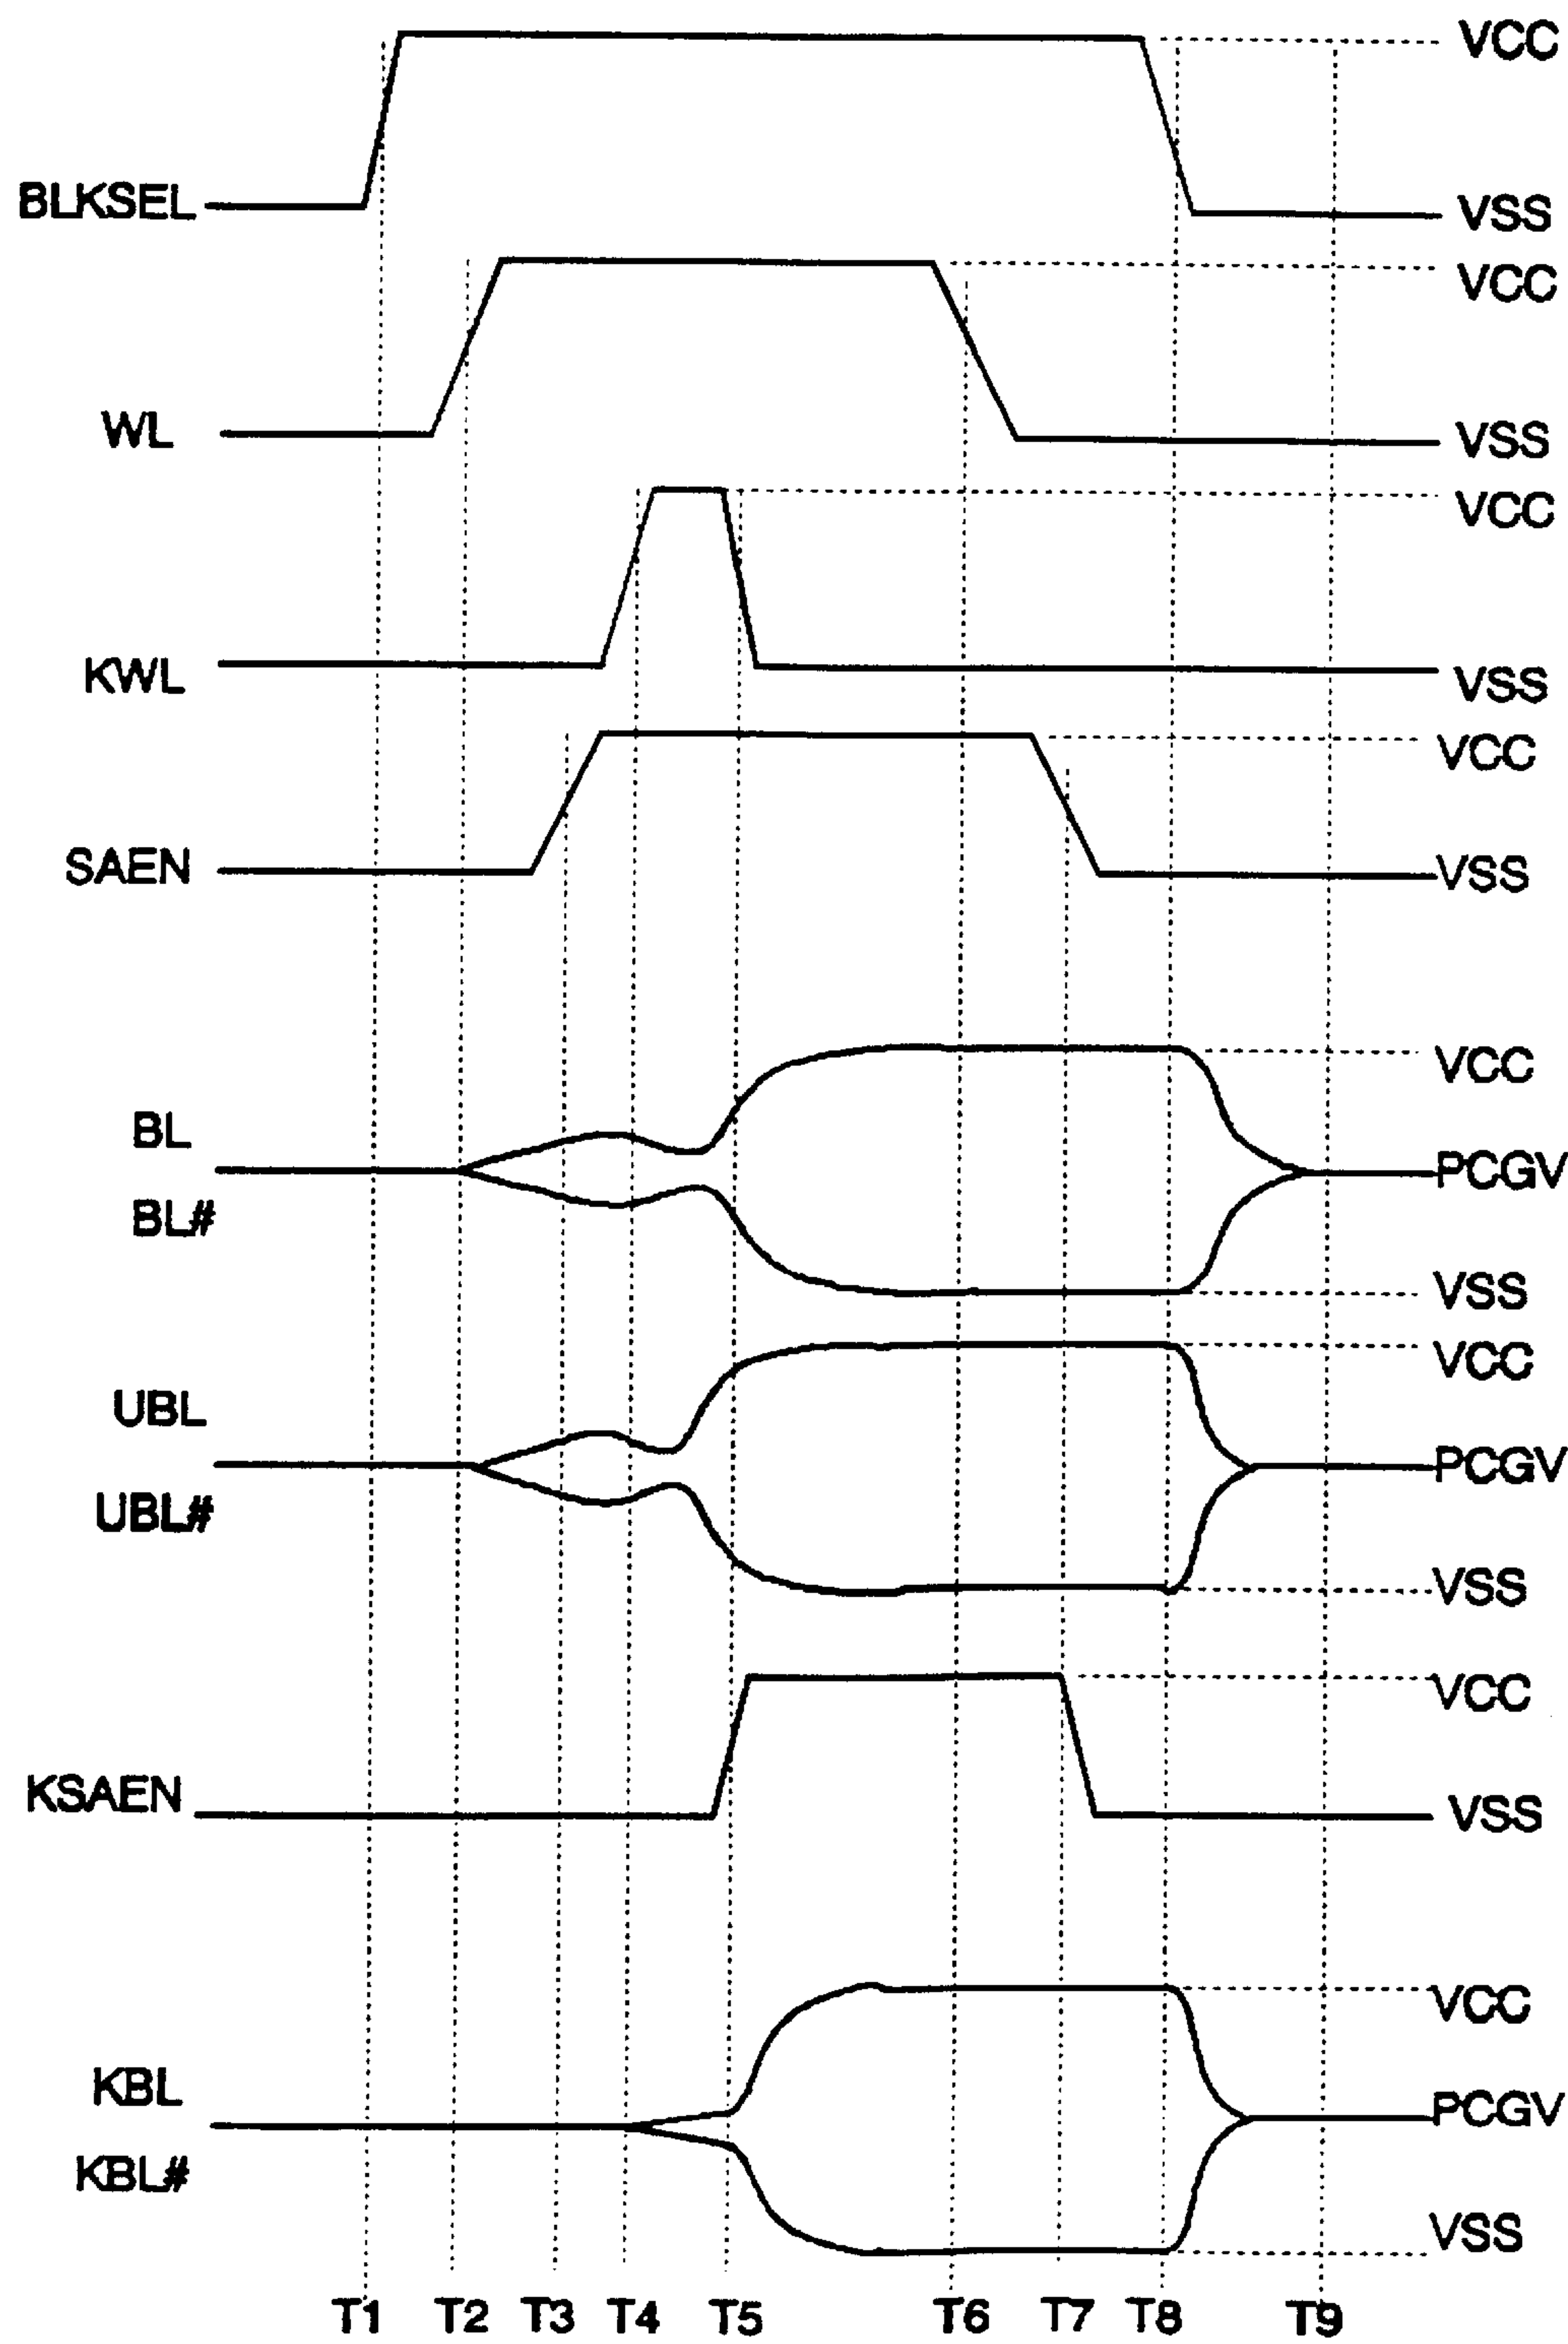 VCC
BLKSEL
VSS
VCC
WL
VSS
VCC
KWL
VSS
VCC
SAEN
VSS
VCC
BL
PCGV
BL#
VSS
VCC
UBL
PCGV
UBL#
VSS
VCC
KSAEN
VSS
VCC
KBL
PCGV
KBL#
VSS
T1 T2 T3 T4 T5 T6 T7 T8 T9